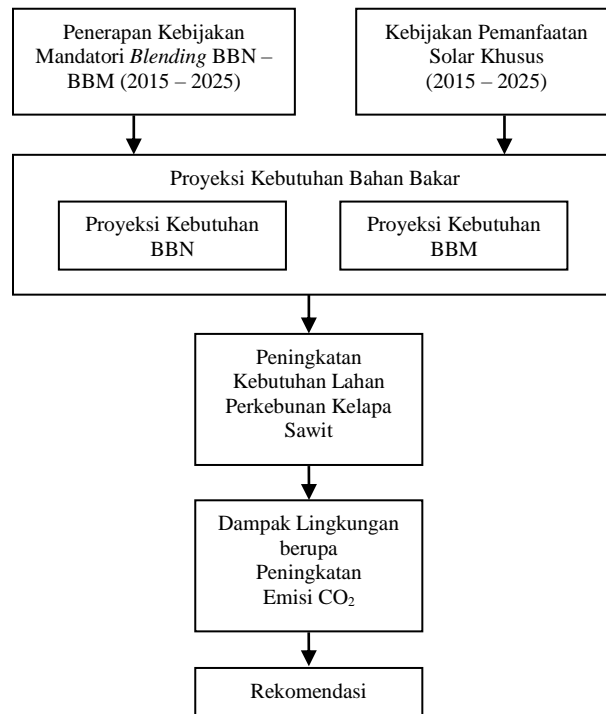 Penerapan Kebijakan
Mandatori Blending BBN –
BBM (2015 – 2025)
Kebijakan Pemanfaatan
Solar Khusus
(2015 – 2025)
Proyeksi Kebutuhan Bahan Bakar
Proyeksi Kebutuhan
BBN
Proyeksi Kebutuhan
BBM
Peningkatan
Kebutuhan Lahan
Perkebunan Kelapa
Sawit
Dampak Lingkungan
berupa
Peningkatan
Emisi CO₂
Rekomendasi